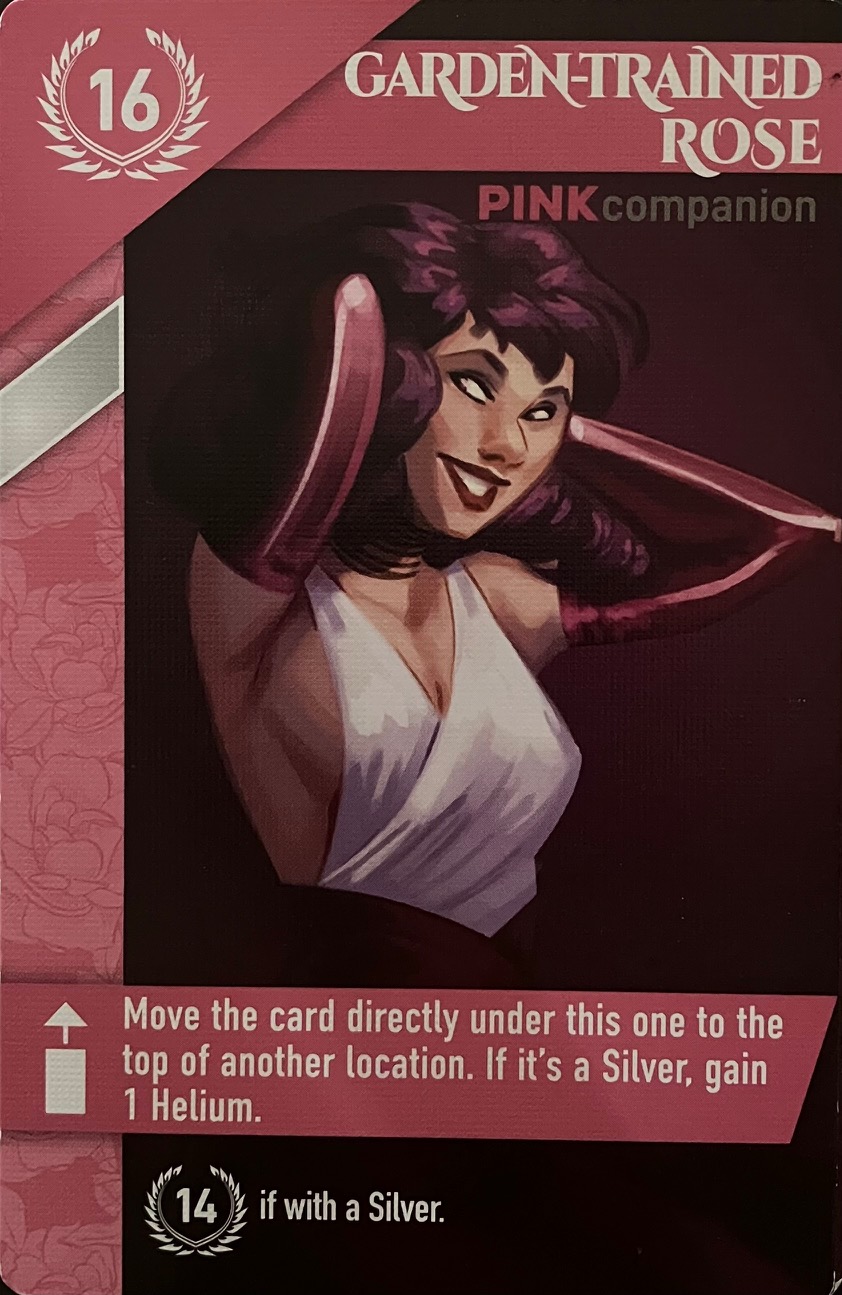 16
GARDEN-TRAINED
ROSE
PINKcompanion
Move the card directly under this one to the
top of another location. If it's a Silver, gain
1 Helium.
14 if with a Silver.